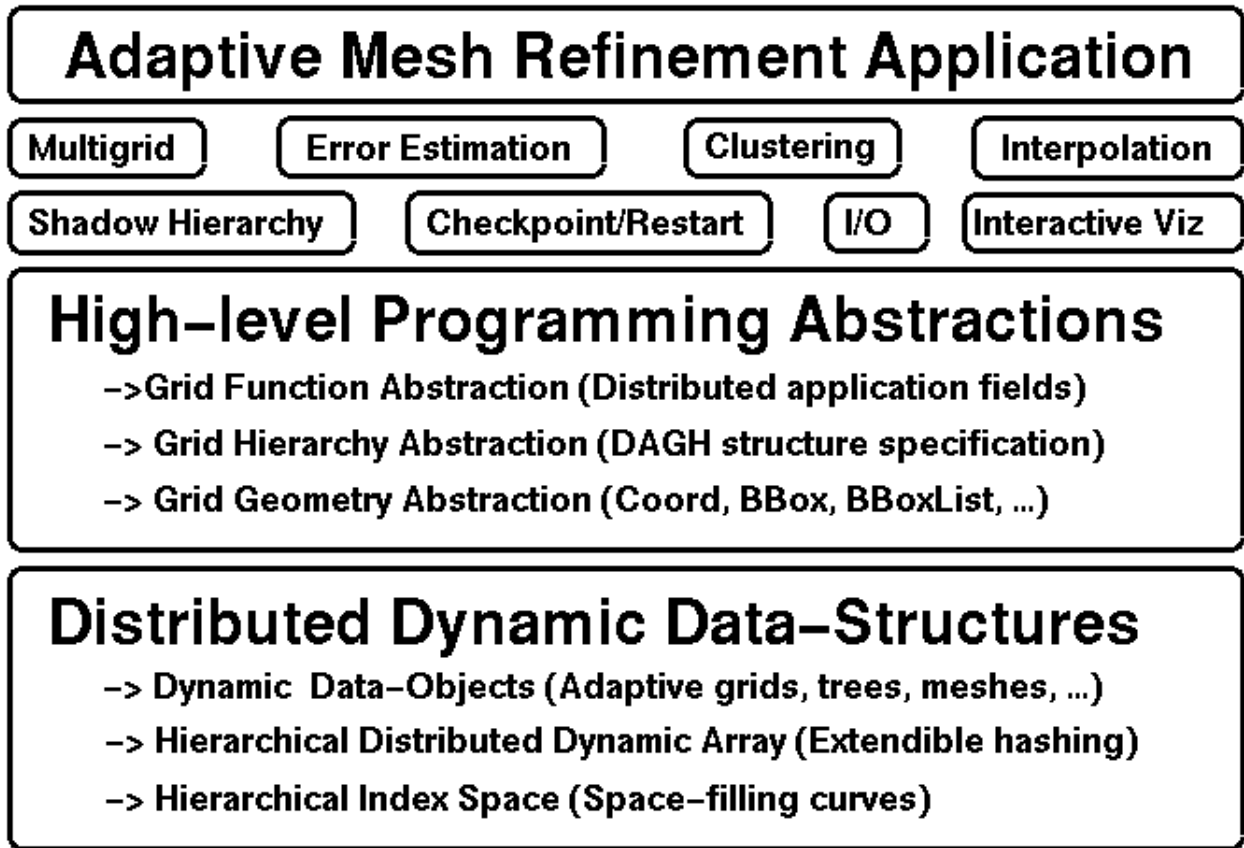 Adaptive Mesh Refinement Application
Multigrid Error Estimation Clustering Interpolation
Shadow Hierarchy Checkpoint/Restart I/O Interactive Viz
High–level Programming Abstractions
–>Grid Function Abstraction (Distributed application fields)
–> Grid Hierarchy Abstraction (DAGH structure specification)
–> Grid Geometry Abstraction (Coord, BBox, BBoxList, ...)
Distributed Dynamic Data–Structures
–> Dynamic Data–Objects (Adaptive grids, trees, meshes, ...)
–> Hierarchical Distributed Dynamic Array (Extendible hashing)
–> Hierarchical Index Space (Space–filling curves)